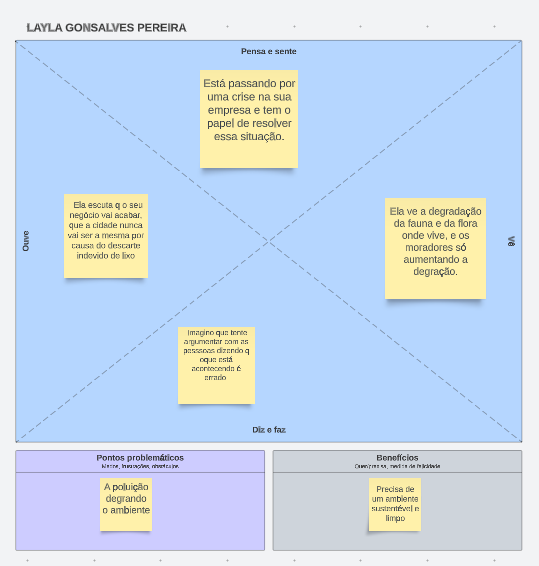 LAYLA GONSALVES PEREIRA
Pensa e sente
Está passando por
uma crise na sua
empresa e tem o
papel de resolver
essa situação.
Ouve
Ela escuta q o seu
negócio vai acabar,
que a cidade nunca
vai ser a mesma por
causa do descarte
indevido de lixo
Ela ve a degradação
da fauna e da flora
onde vive, e os
moradores só
aumentando a
degração.
Vê
Imagino que tente
argumentar com as
pesssoas dizendo q
oque está
acontecendo é
errado
Diz e faz
Pontos problemáticos
Medos, frustrações, obstáculos
A poluição
degrando
o ambiente
Benefícios
Quer/precisa, medida de felicidade
Precisa de
um ambiente
sustentével e
limpo